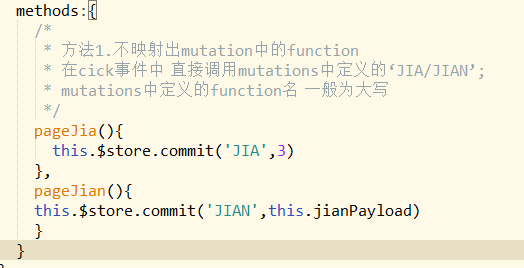 methods:{
/*
* 方法1.不映射出mutation中的function
* 在cick事件中 直接调用mutations中定义的‘JIA/JIAN’;
* mutations中定义的function名 一般为大写
*/
pageJia(){
this.$store.commit('JIA',3)
},
pageJian(){
this.$store.commit('JIAN',this.jianPayload)
}
}